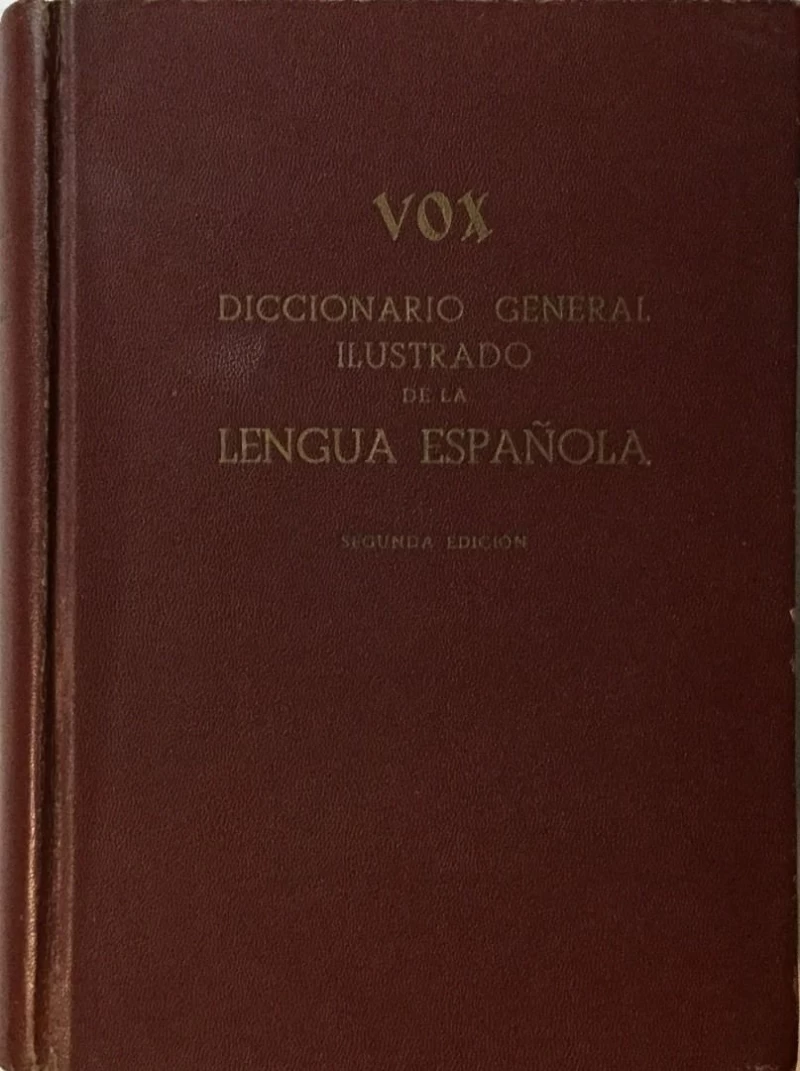 VOX
DICCIONARIO GENERAL
ILUSTRADO
DE LA
LENGUA ESPAÑOLA
SEGUNDA EDICIÓN